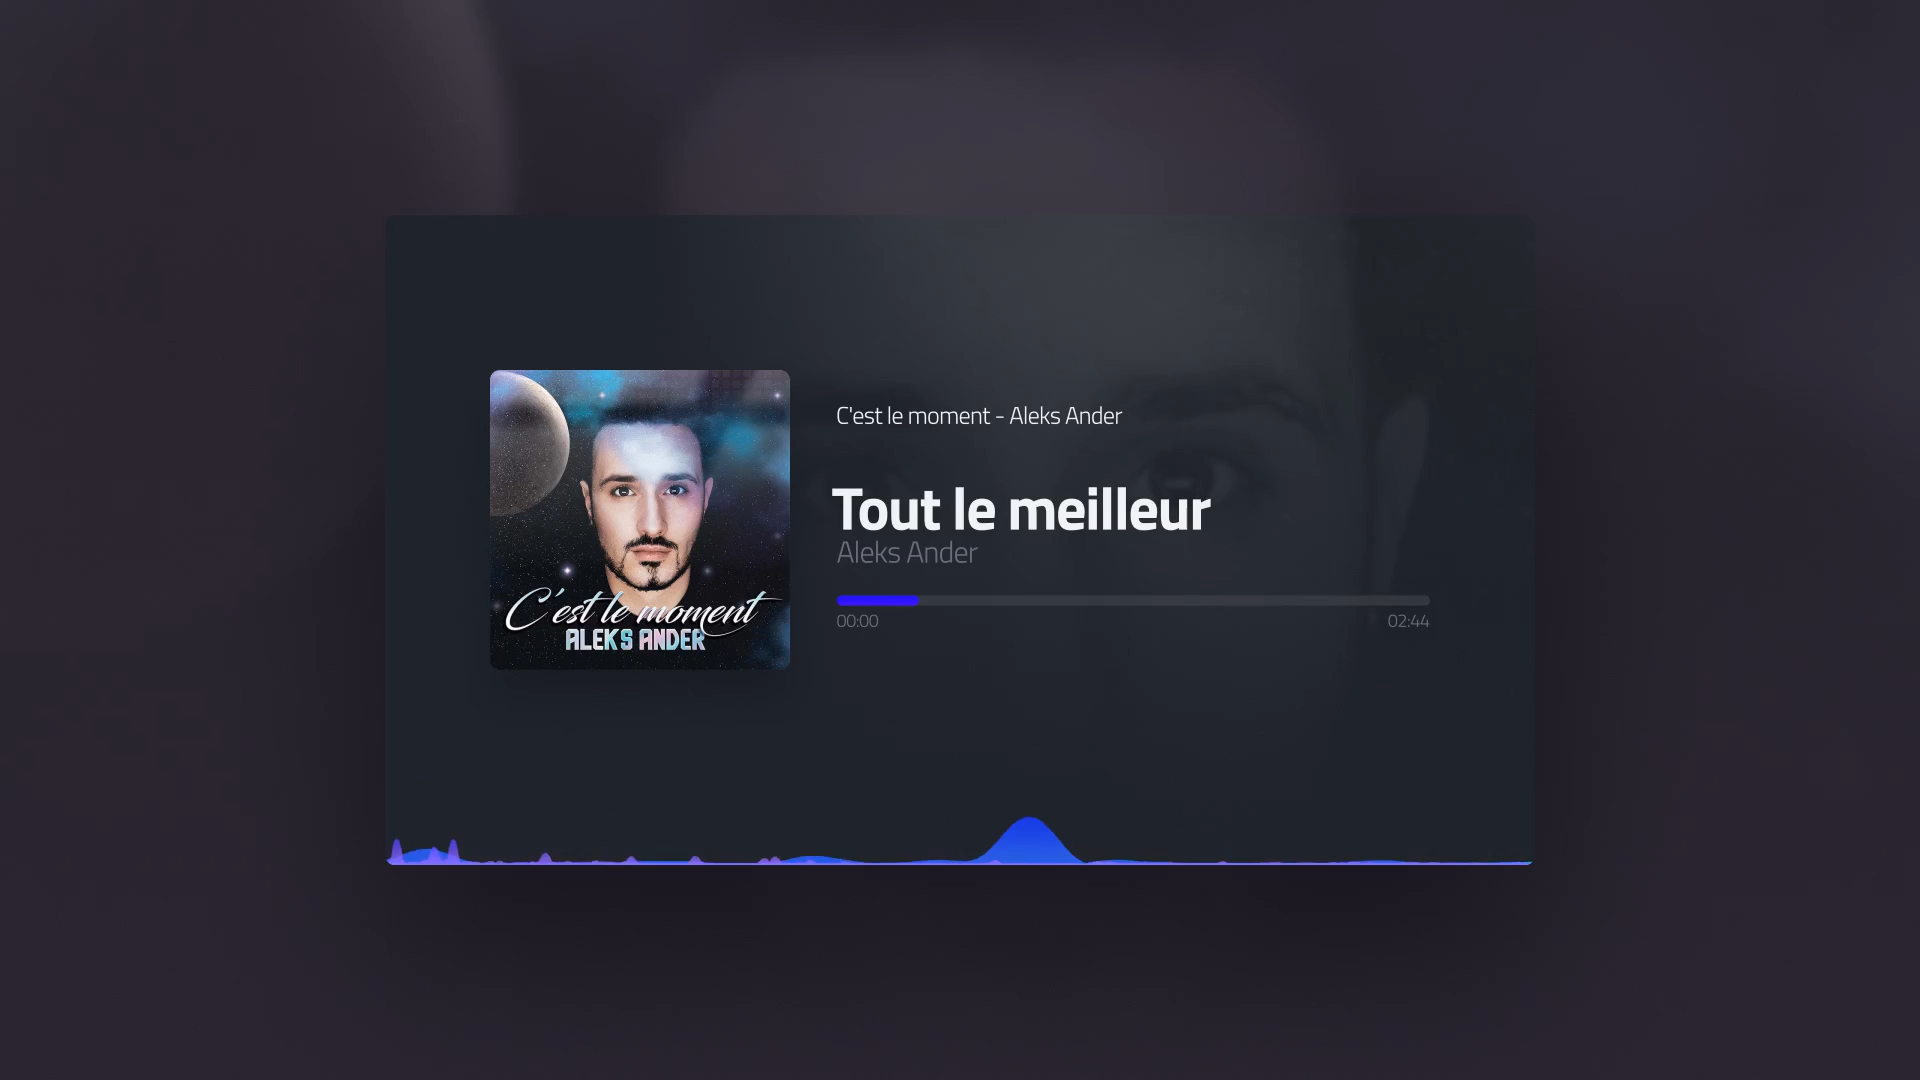 C'est le moment
ALEKS ANDER
C'est le moment - Aleks Ander
Tout le meilleur
Aleks Ander
00:00
02:44